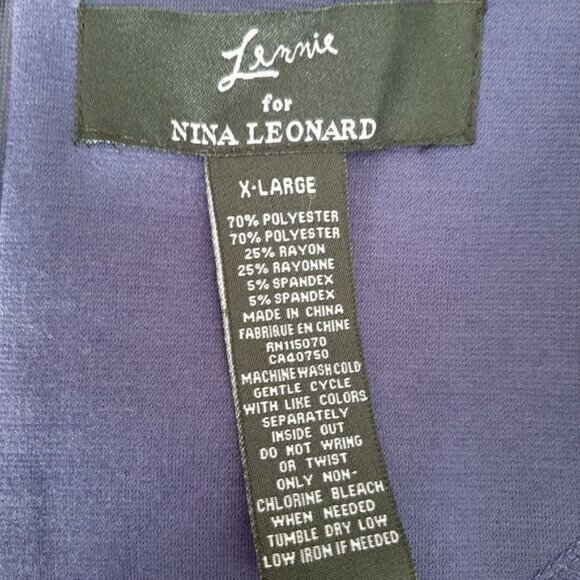 Lennie
for
NINA LEONARD
X-LARGE
70% POLYESTER
70% POLYESTER
25% RAYON
25% RAYONNE
5% SPANDEX
5% SPANDEX
MADE IN CHINA
FABRIQUE EN CHINE
RN115070
CA40750
MACHINE WASH COLD
GENTLE CYCLE
WITH LIKE COLORS
SEPARATELY
INSIDE OUT
DO NOT WRING
OR TWIST
ONLY NON-
CHLORINE BLEACH
WHEN NEEDED
TUMBLE DRY LOW
LOW IRON IF NEEDED